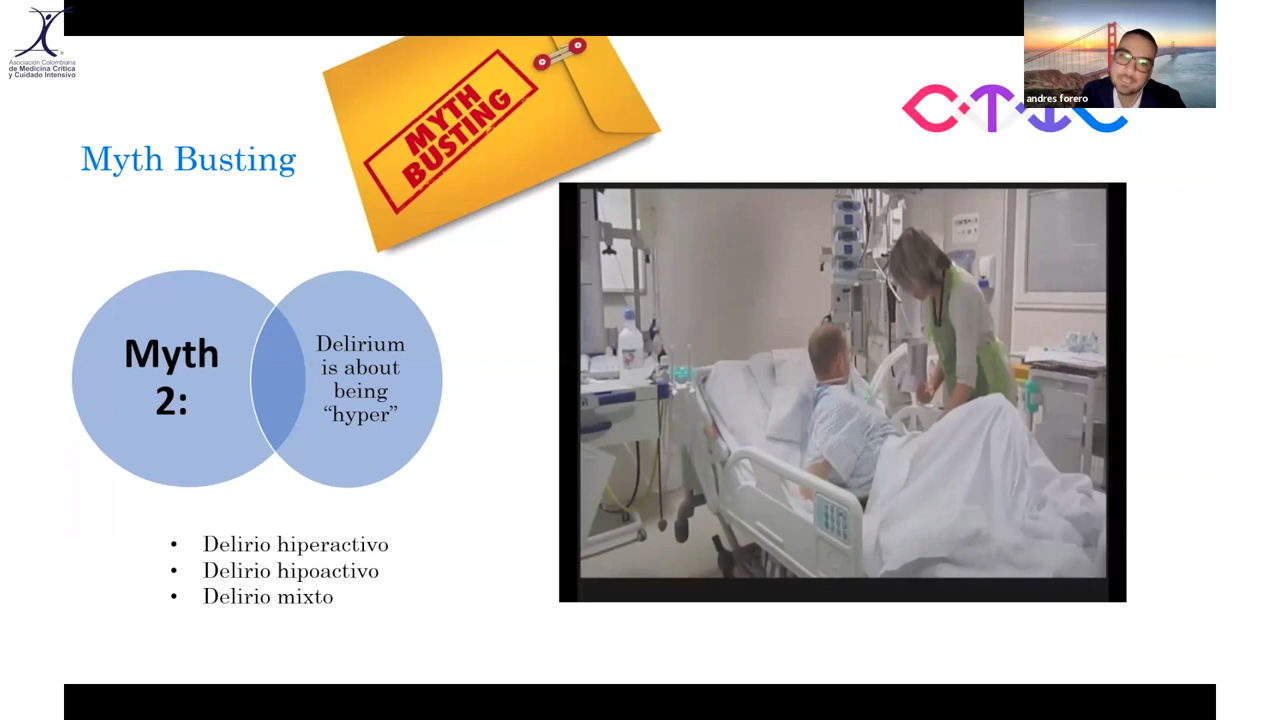 Asociación Colombiana
de Medicina Crítica
y Cuidado Intensivo
MYTH
BUSTING
andres forero
CTIC
Myth Busting
Myth
2:
Delirium
is about
being
“hyper”
• Delirio hiperactivo
• Delirio hipoactivo
• Delirio mixto